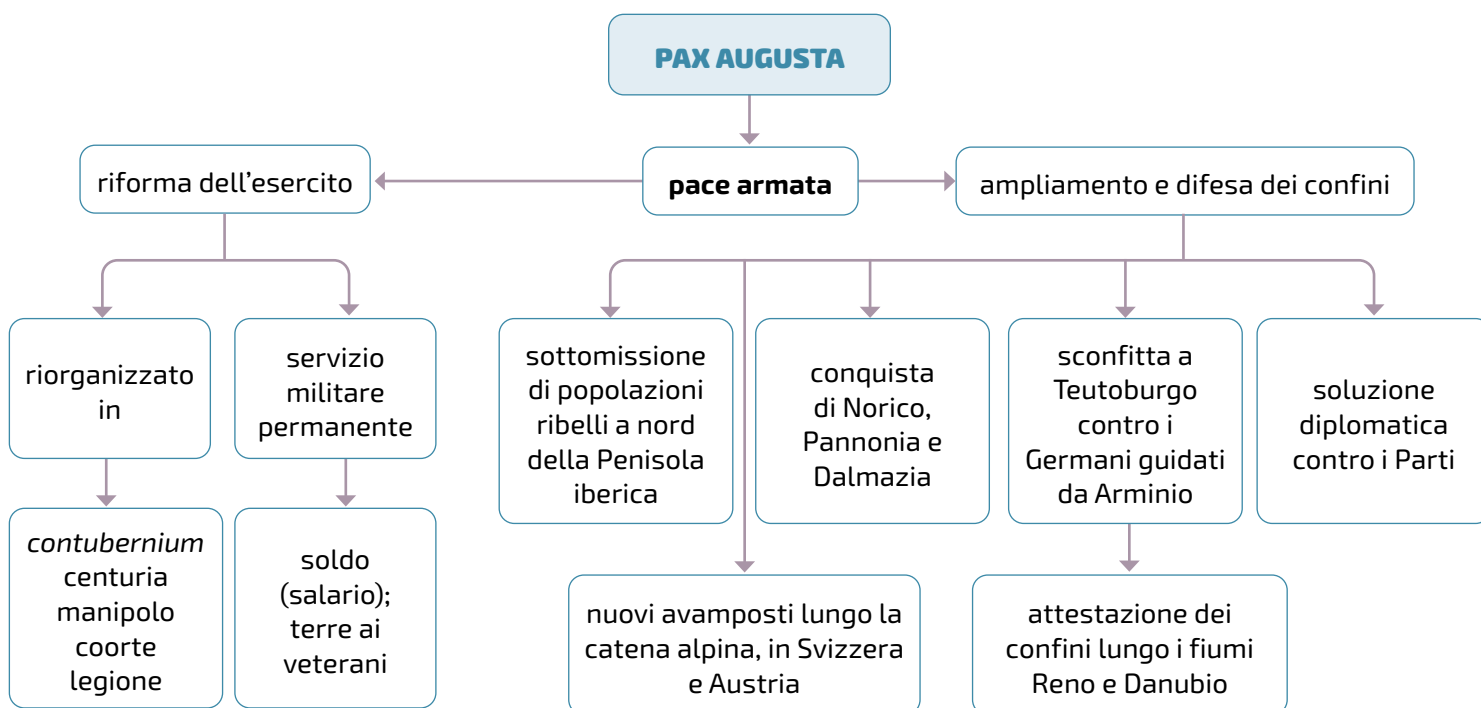 PAX AUGUSTA
riforma dell’esercito
pace armata
ampliamento e difesa dei confini
riorganizzato
in
servizio
militare
permanente
sottomissione
di popolazioni
ribelli a nord
della Penisola
iberica
conquista
di Norico,
Pannonia e
Dalmazia
sconfitta a
Teutoburgo
contro i
Germani guidati
da Arminio
soluzione
diplomatica
contro i Parti
contubernium
centuria
manipolo
coorte
legione
soldo
(salario);
terre ai
veterani
nuovi avamposti lungo la
catena alpina, in Svizzera
e Austria
attestazione dei
confini lungo i fiumi
Reno e Danubio